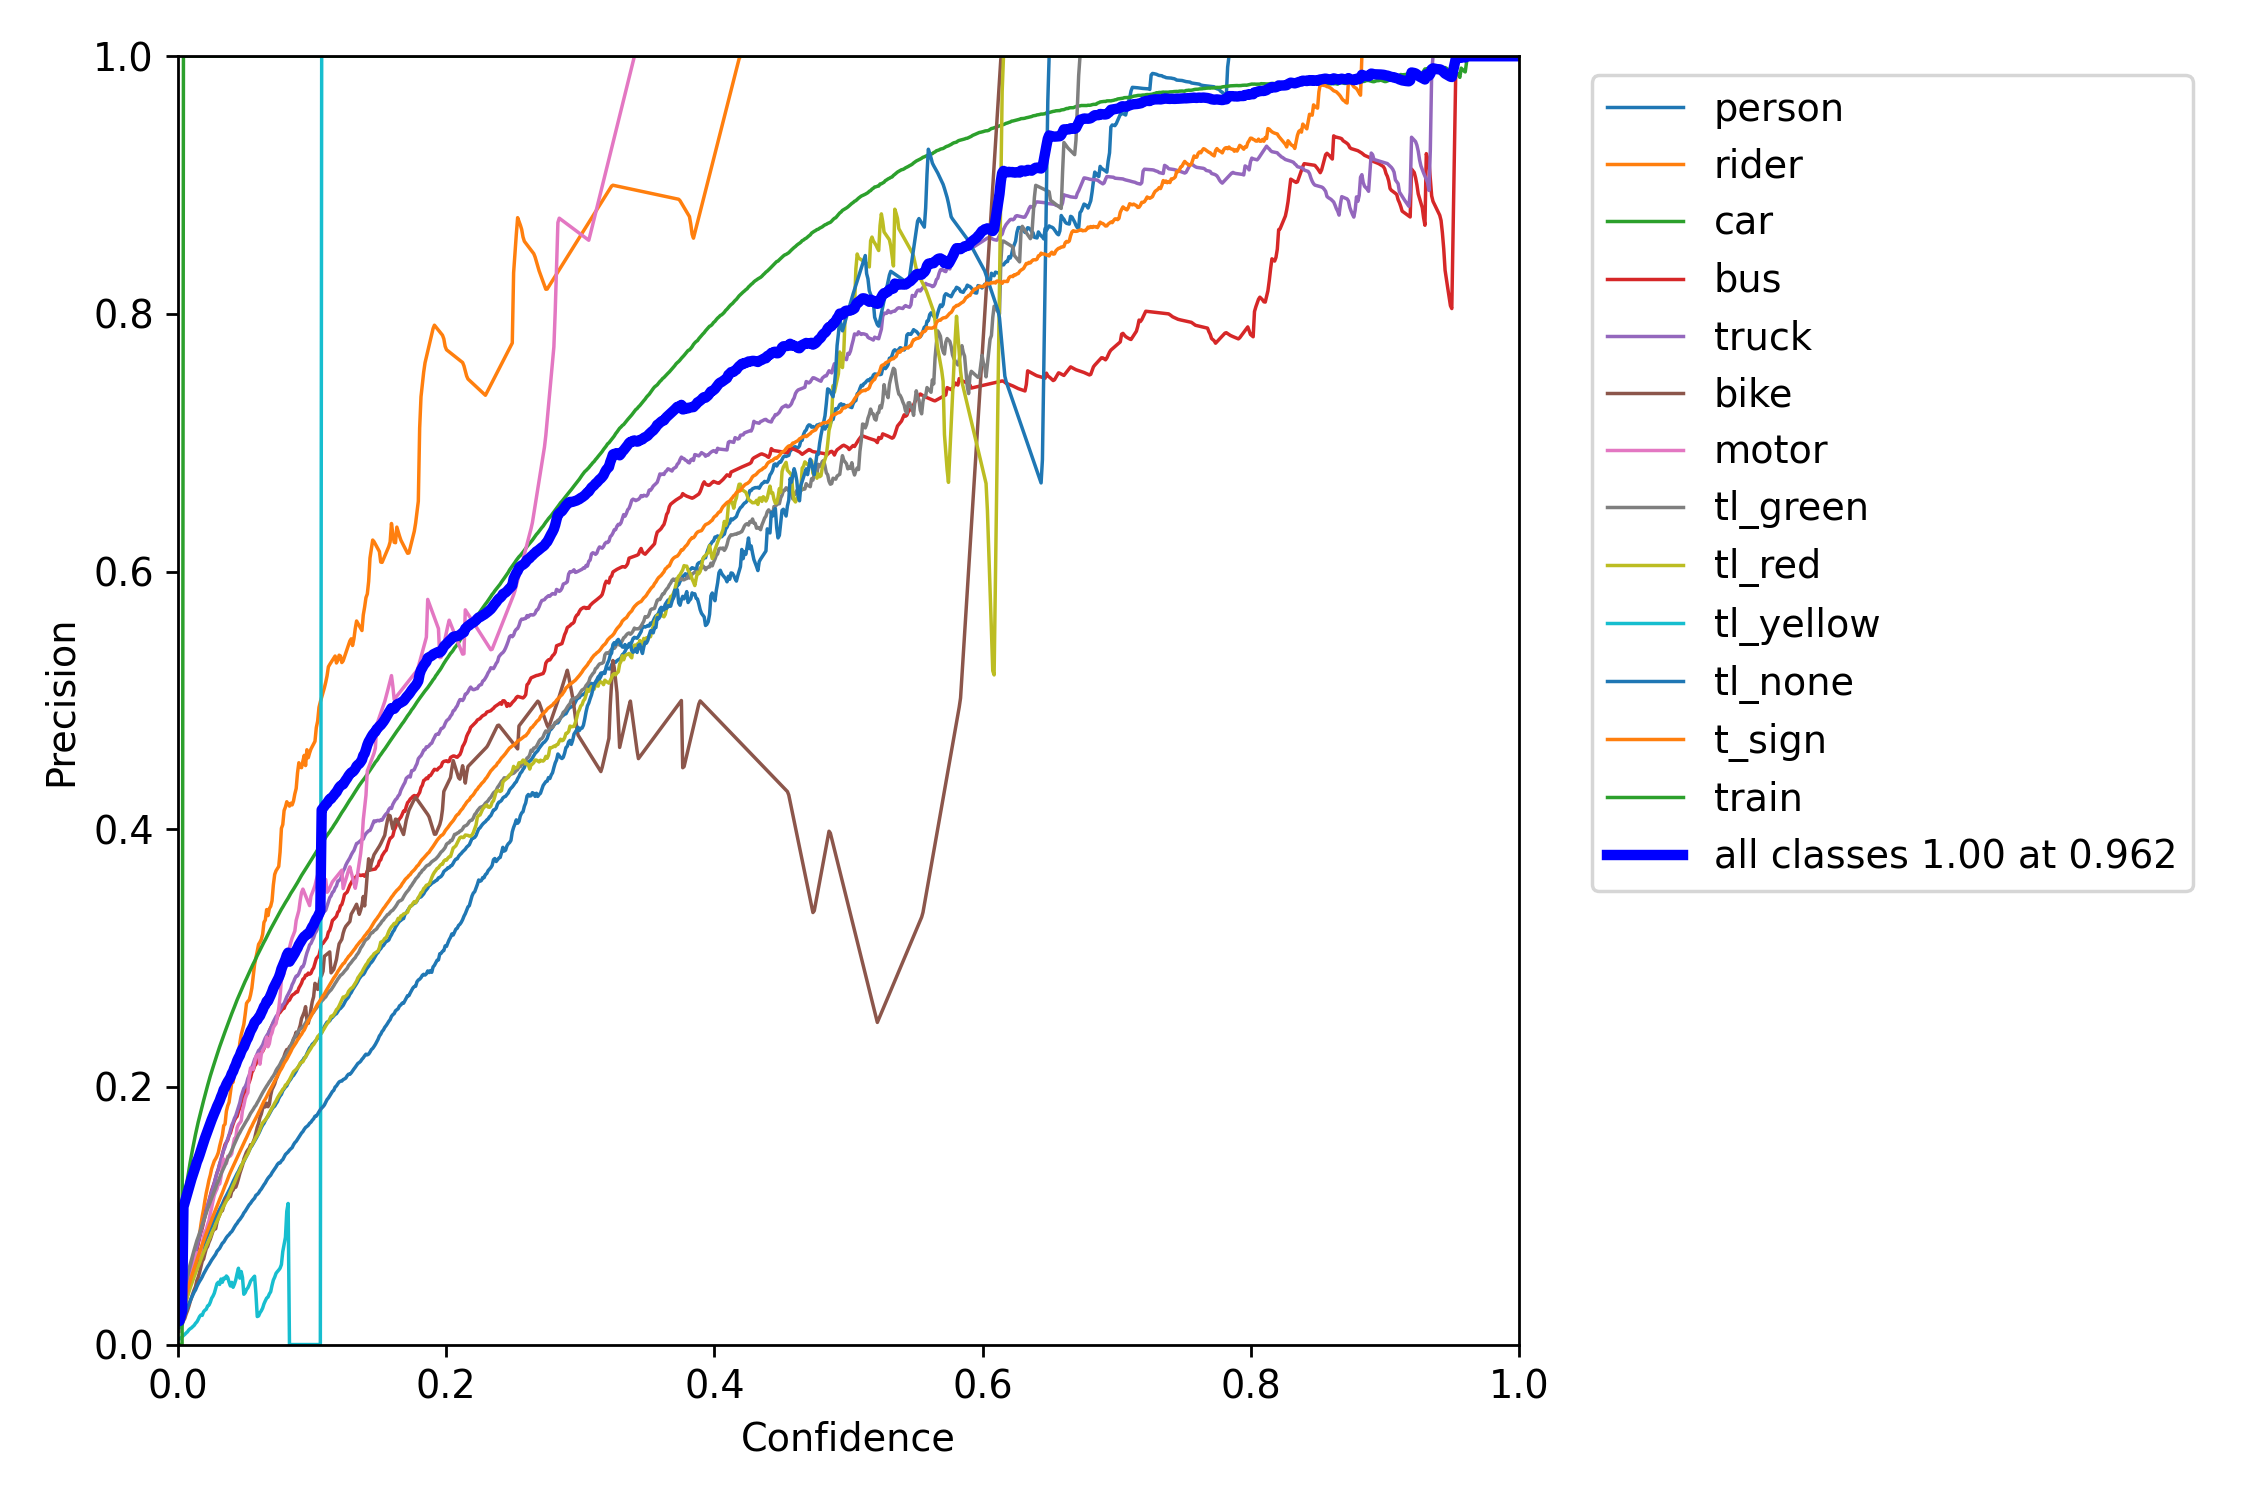 1.0
0.8
0.6
0.4
0.2
0.0
Precision
0.0 0.2 0.4 0.6 0.8 1.0
Confidence
person
rider
car
bus
truck
bike
motor
tl_green
tl_red
tl_yellow
tl_none
t_sign
train
all classes 1.00 at 0.962